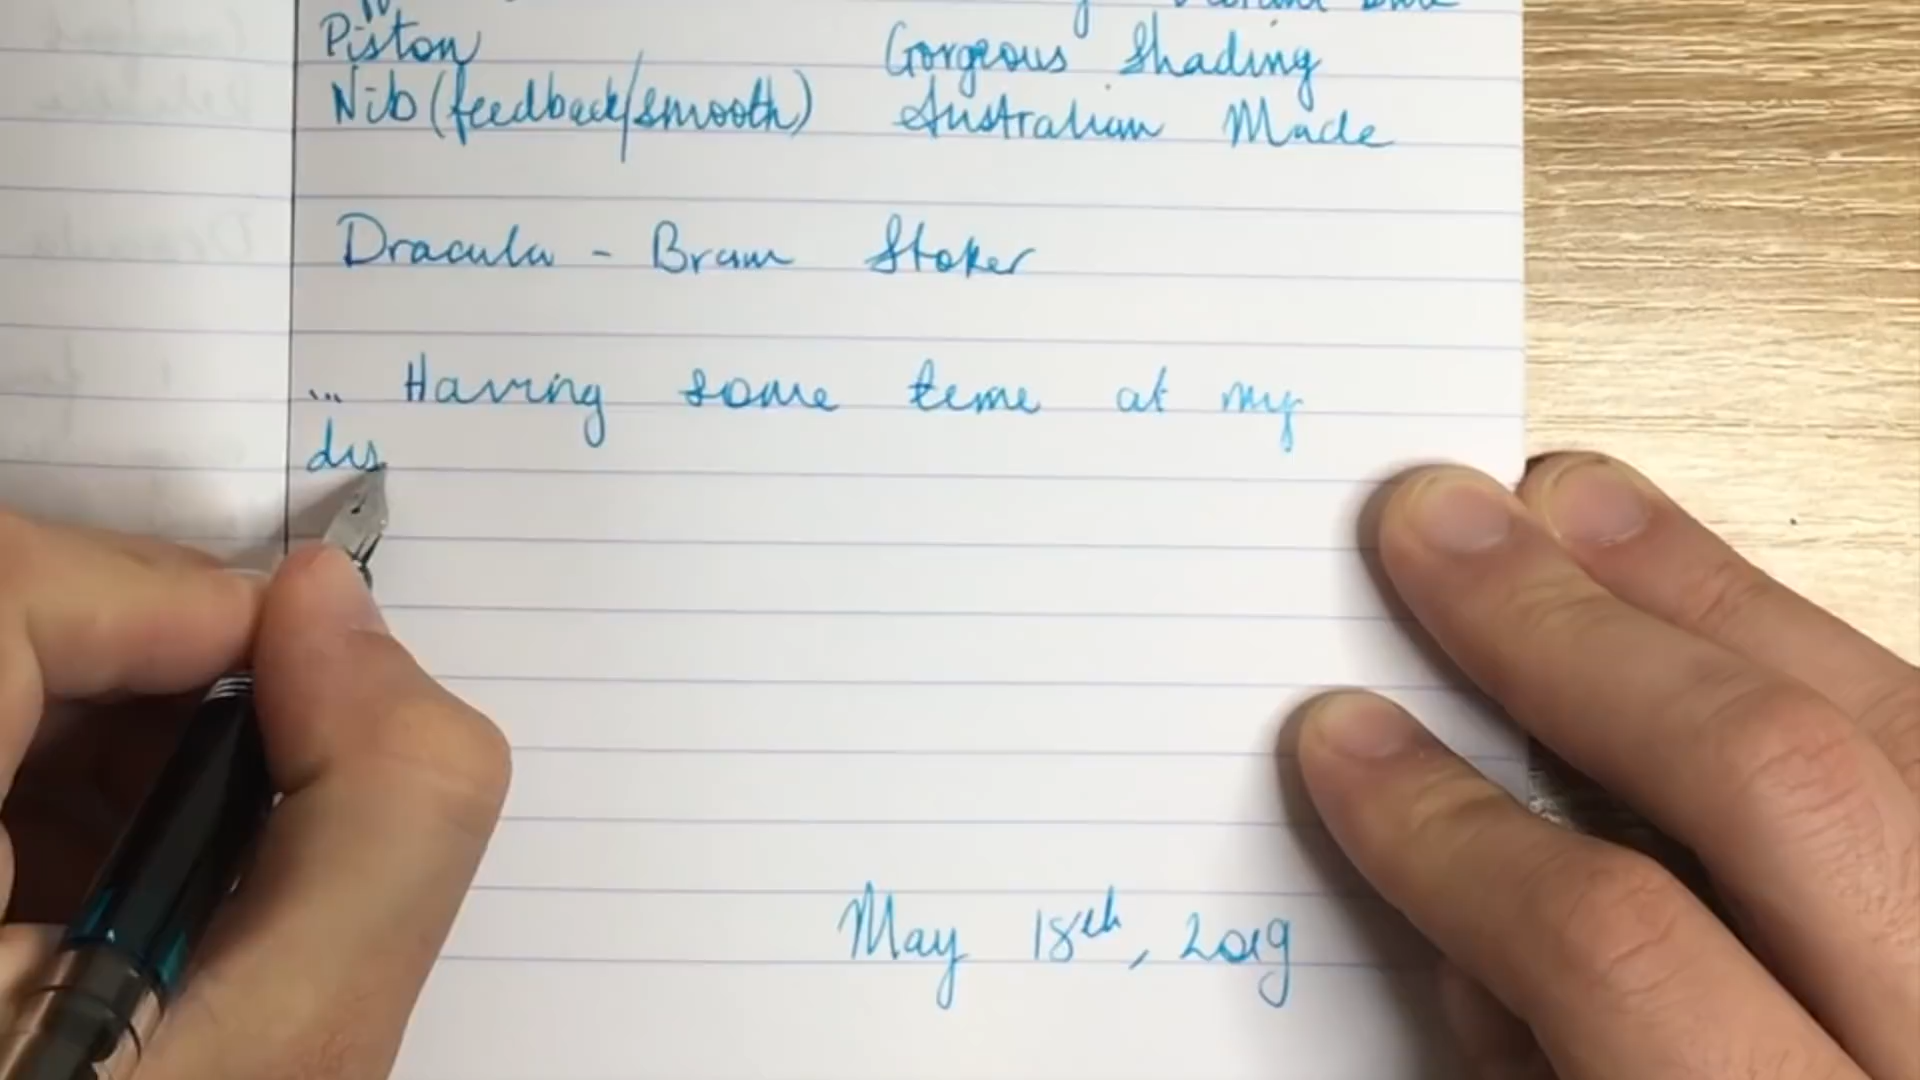 Piston Gorgeous Shading
Nib (feedback/smooth) Australian Made
Dracula - Bram Stoker
... Having some time at my
dis
May 18th, 2019